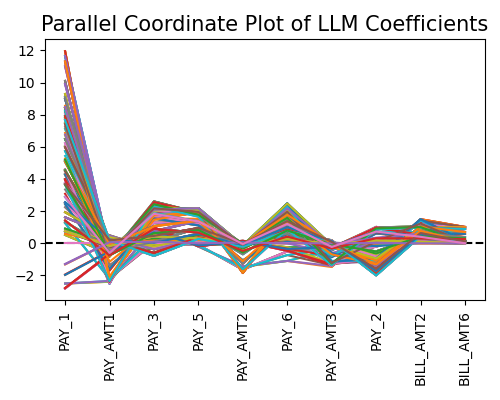 Parallel Coordinate Plot of LLM Coefficients
12
10
8
6
4
2
0
−2
PAY_1
PAY_AMT1
PAY_3
PAY_5
PAY_AMT2
PAY_6
PAY_AMT3
PAY_2
BILL_AMT2
BILL_AMT6